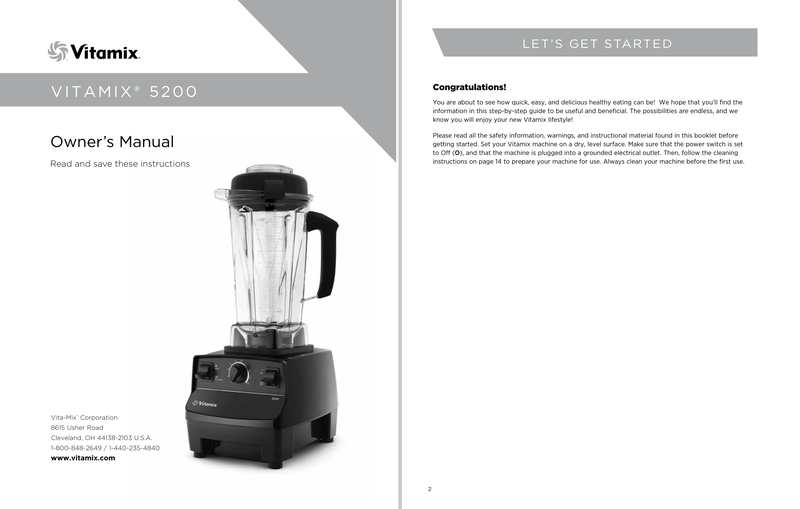 Vitamix®
VITAMIX® 5200
Owner's Manual
Read and save these instructions
Vitamix
5200
Vita-Mix® Corporation
8615 Usher Road
Cleveland, OH 44138-2103 U.S.A.
1-800-848-2649 / 1-440-235-4840
www.vitamix.com
LET'S GET STARTED
Congratulations!
You are about to see how quick, easy, and delicious healthy eating can be! We hope that you'll find the
information in this step-by-step guide to be useful and beneficial. The possibilities are endless, and we
know you will enjoy your new Vitamix lifestyle!
Please read all the safety information, warnings, and instructional material found in this booklet before
getting started. Set your Vitamix machine on a dry, level surface. Make sure that the power switch is set
to Off (O), and that the machine is plugged into a grounded electrical outlet. Then, follow the cleaning
instructions on page 14 to prepare your machine for use. Always clean your machine before the first use.
2